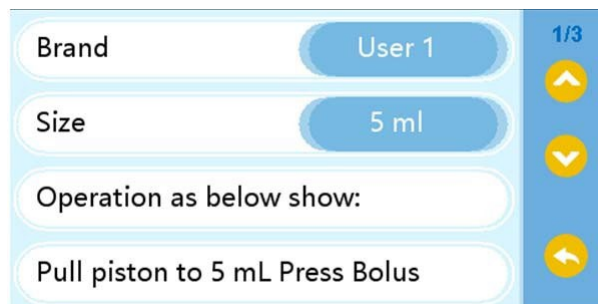 Brand User 1
1/3
Size 5 ml
Operation as below show:
Pull piston to 5 mL Press Bolus